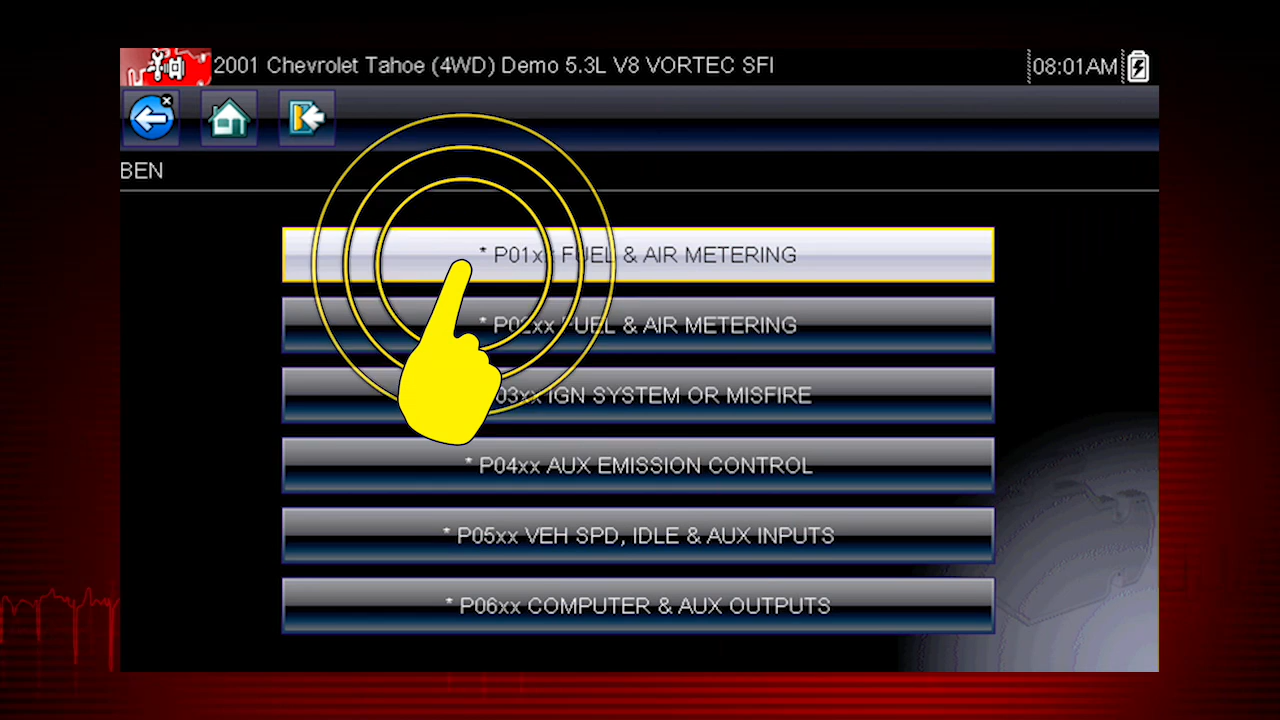 2001 Chevrolet Tahoe (4WD) Demo 5.3L V8 VORTEC SFI
08:01AM
BEN
* P01xx FUEL & AIR METERING
* P02xx FUEL & AIR METERING
03xx IGN SYSTEM OR MISFIRE
* P04xx AUX EMISSION CONTROL
* P05xx VEH SPD, IDLE & AUX INPUTS
* P06xx COMPUTER & AUX OUTPUTS